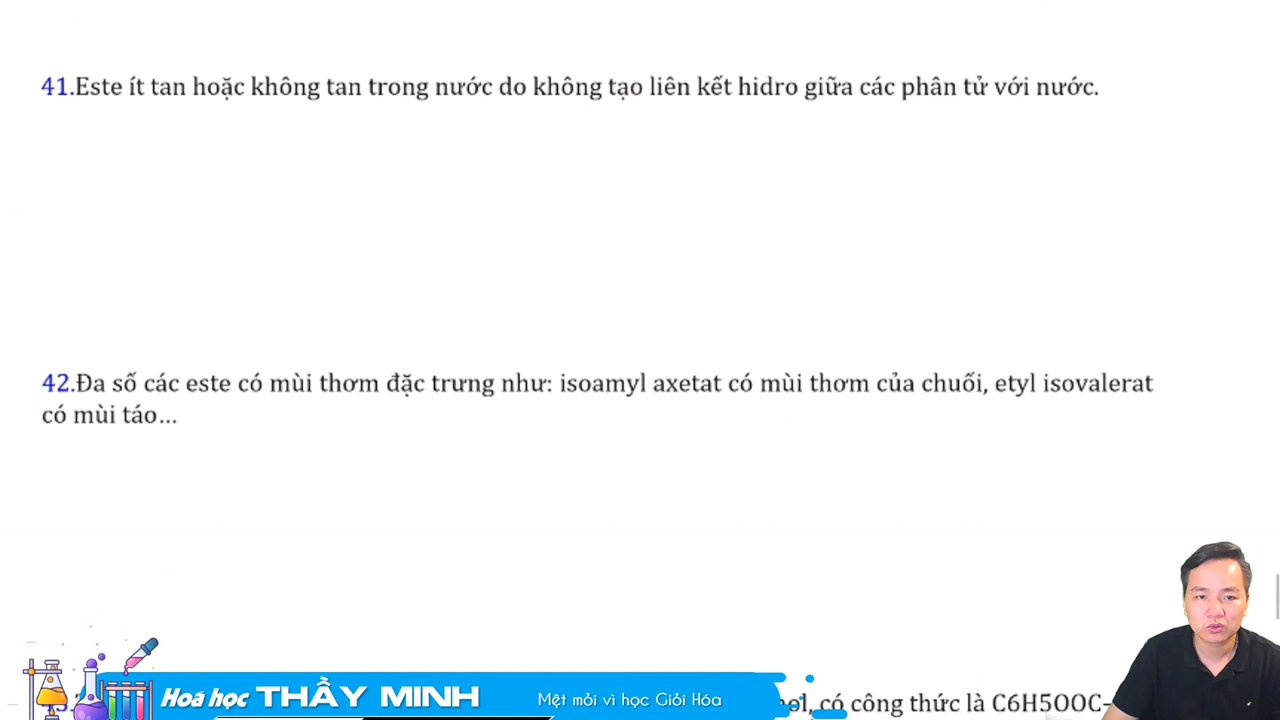 41.Este ít tan hoặc không tan trong nước do không tạo liên kết hidro giữa các phân tử với nước.
42.Đa số các este có mùi thơm đặc trưng như: isoamyl axetat có mùi thơm của chuối, etyl isovalerat
có mùi táo...
Hoá học THẦY MINH
Mệt mỏi vì học Giỏi Hóa
có công thức là C6H5OOC-